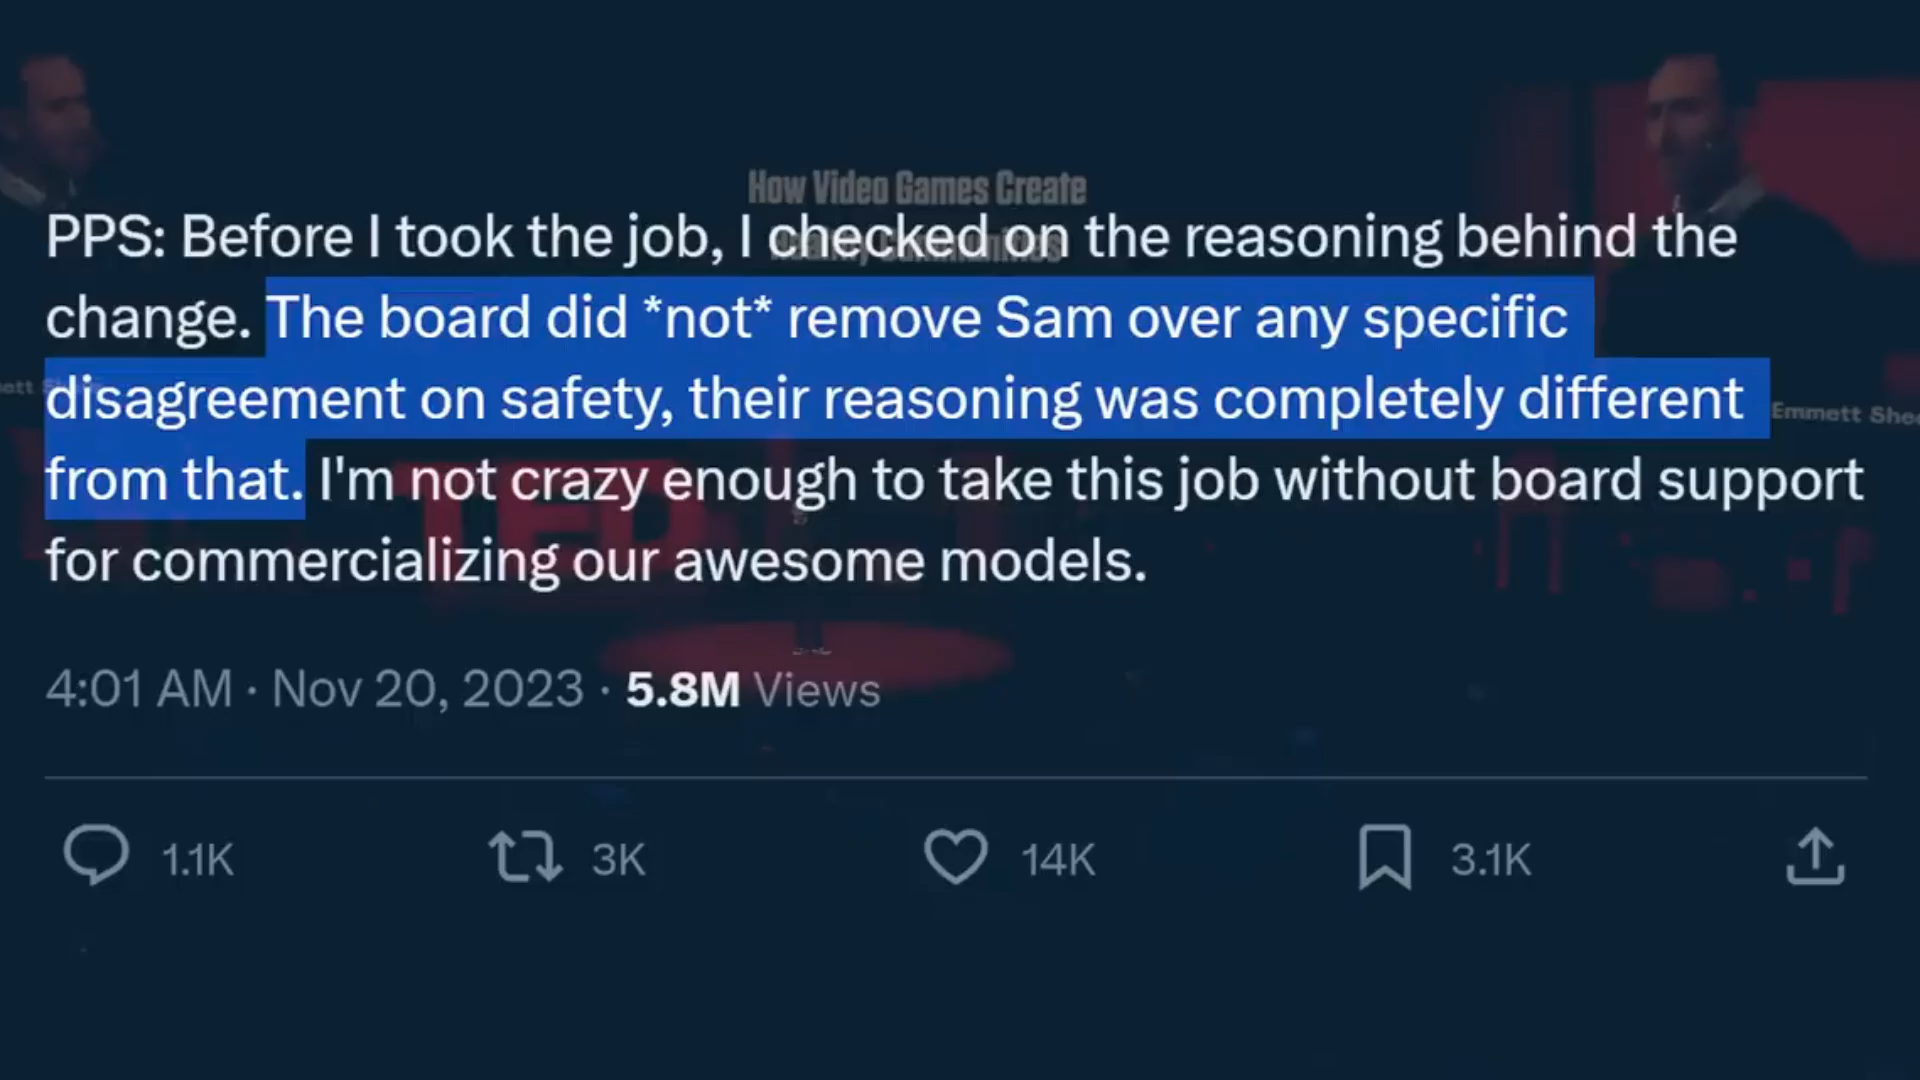 How Video Games Create
PPS: Before I took the job, I checked on the reasoning behind the
change. The board did *not* remove Sam over any specific
disagreement on safety, their reasoning was completely different
Emmett Shee
from that. I'm not crazy enough to take this job without board support
TED
for commercializing our awesome models.
4:01 AM · Nov 20, 2023 · 5.8M Views
1.1K 3K 14K 3.1K